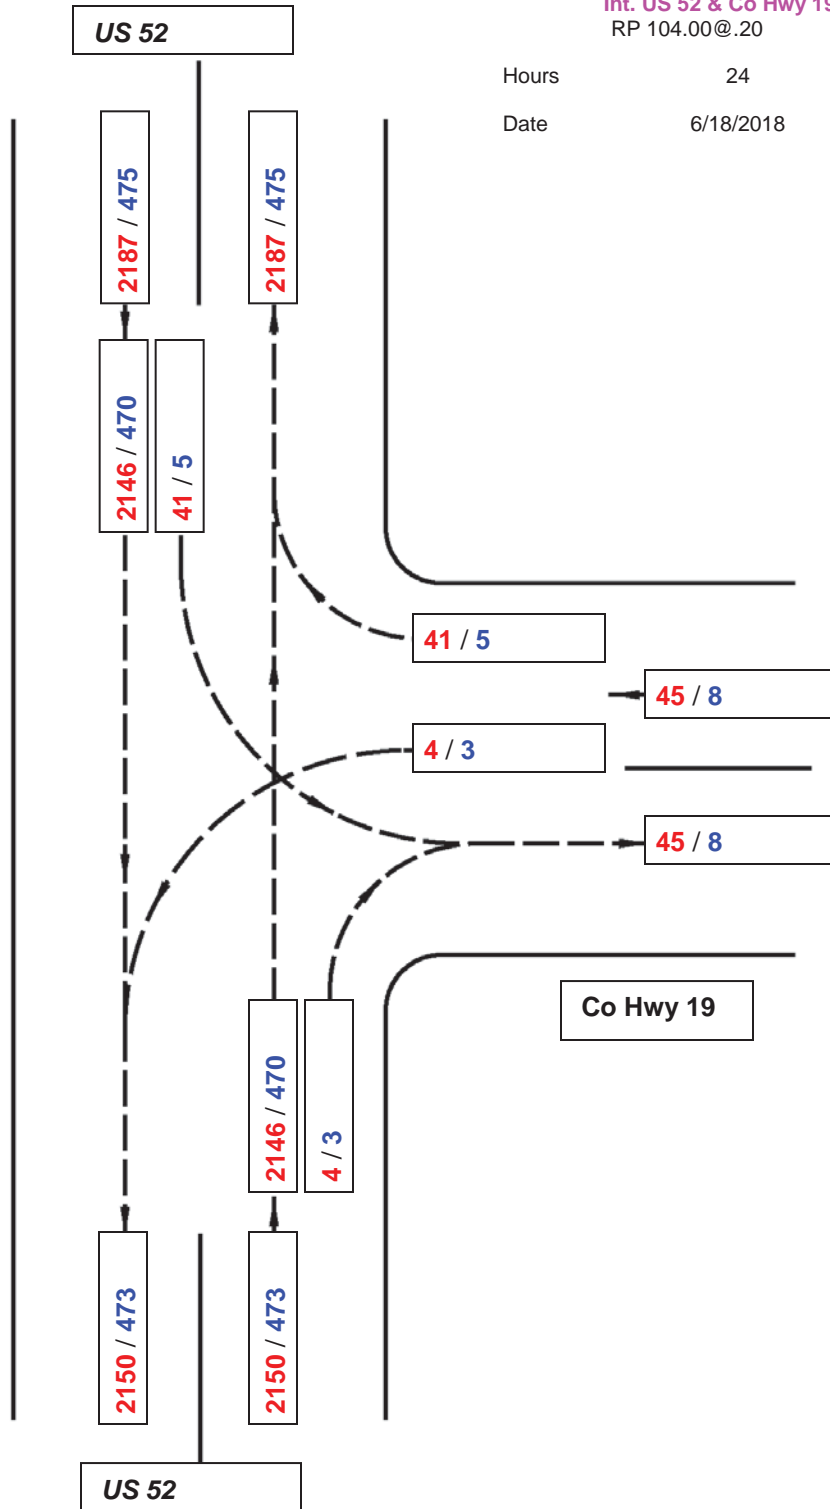 Int. US 52 & Co Hwy 19
US 52
RP 104.00@.20
Hours 24
Date 6/18/2018
2187 / 475
2187 / 475
2146 / 470
41 / 5
41 / 5
45 / 8
4 / 3
45 / 8
Co Hwy 19
2146 / 470
4 / 3
2150 / 473
2150 / 473
US 52